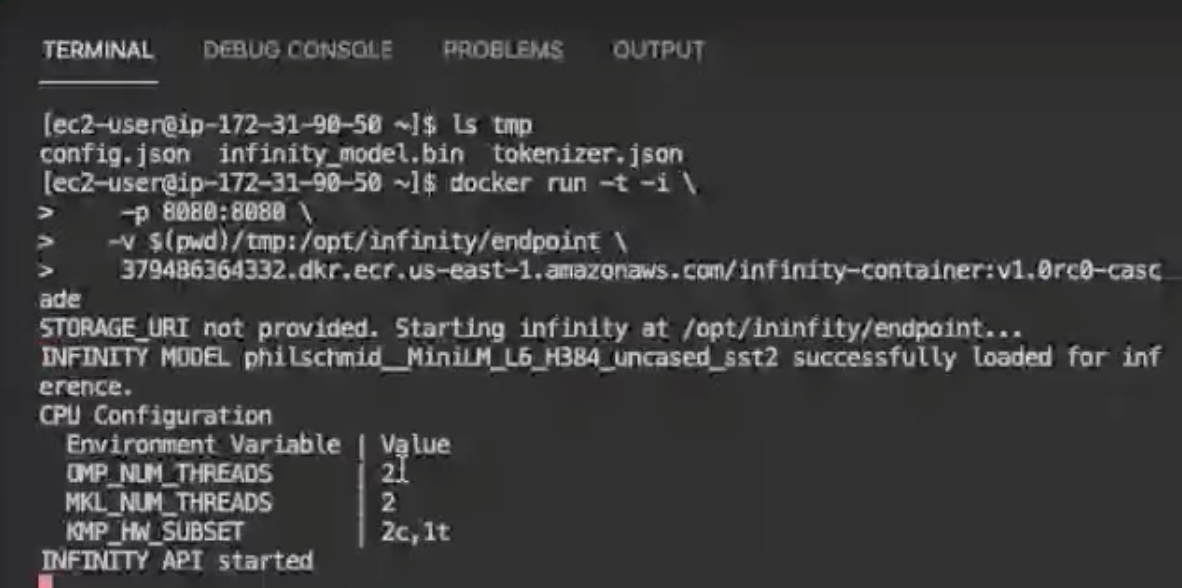 TERMINAL DEBUG CONSOLE PROBLEMS OUTPUT
[ec2-user@ip-172-31-90-50 ~]$ ls tmp
config.json infinity_model.bin tokenizer.json
[ec2-user@ip-172-31-90-50 ~]$ docker run -t -i \
> -p 8080:8080 \
> -v $(pwd)/tmp:/opt/infinity/endpoint \
> 379486364332.dkr.ecr.us-east-1.amazonaws.com/infinity-container:v1.0rc0-casc
ade
STORAGE_URI not provided. Starting infinity at /opt/ininfity/endpoint...
INFINITY MODEL philschmid__MiniLM_L6_H384_uncased_sst2 successfully loaded for inf
erence.
CPU Configuration
Environment Variable | Value
OMP_NUM_THREADS | 2
MKL_NUM_THREADS | 2
KMP_HW_SUBSET | 2c,1t
INFINITY API started